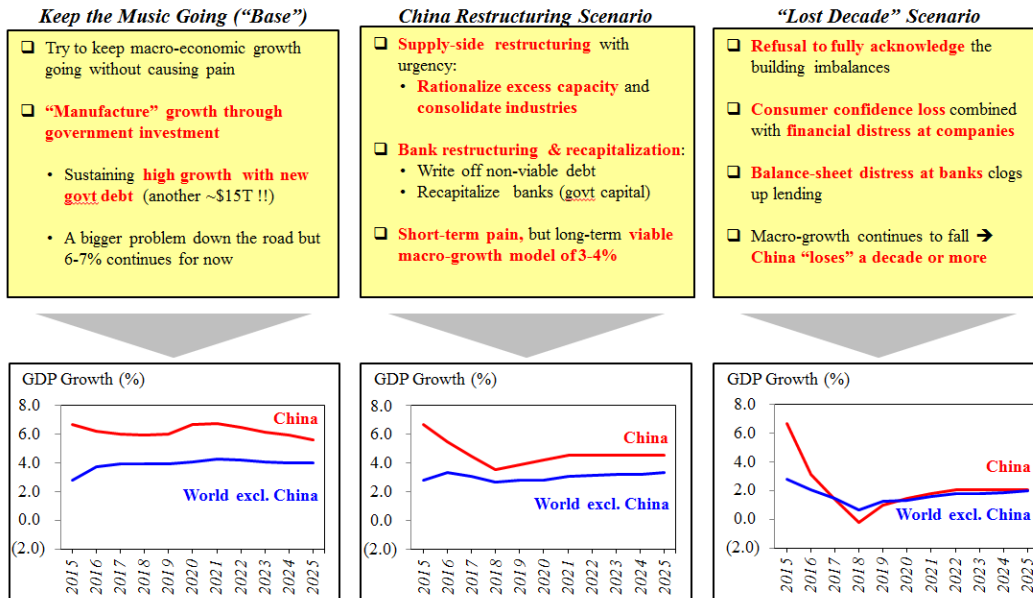 Keep the Music Going (“Base”)
❑ Try to keep macro-economic growth
going without causing pain
❑ “Manufacture” growth through
government investment
• Sustaining high growth with new
govt debt (another ~$15T !!)
• A bigger problem down the road but
6-7% continues for now
China Restructuring Scenario
❑ Supply-side restructuring with
urgency:
• Rationalize excess capacity and
consolidate industries
❑ Bank restructuring & recapitalization:
• Write off non-viable debt
• Recapitalize banks (govt capital)
❑ Short-term pain, but long-term viable
macro-growth model of 3-4%
“Lost Decade” Scenario
❑ Refusal to fully acknowledge the
building imbalances
❑ Consumer confidence loss combined
with financial distress at companies
❑ Balance-sheet distress at banks clogs
up lending
❑ Macro-growth continues to fall ➔
China “loses” a decade or more
GDP Growth (%)
8.0
6.0
4.0
2.0
0.0
(2.0)
China
World excl. China
2015 2016 2017 2018 2019 2020 2021 2022 2023 2024 2025
GDP Growth (%)
8.0
6.0
4.0
2.0
0.0
(2.0)
China
World excl. China
2015 2016 2017 2018 2019 2020 2021 2022 2023 2024 2025
GDP Growth (%)
8.0
6.0
4.0
2.0
0.0
(2.0)
China
World excl. China
2015 2016 2017 2018 2019 2020 2021 2022 2023 2024 2025